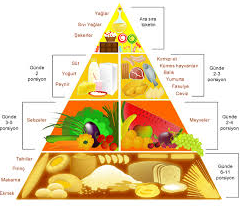 Yağlar
Sıvı Yağlar
Şekerler
Ara sıra
tüketin
Günde
2
porsiyon
Süt
Yoğurt
Peynir
Kırmızı et
Kümes hayvanları
Balık
Yumurta
Fasulye
Ceviz
Günde
2-3
porsiyon
Günde
3-5
porsiyon
Sebzeler
Meyveler
Günde
2-4
porsiyon
Tahıllar
Pirinç
Makarna
Ekmek
Günde
6-11
porsiyon